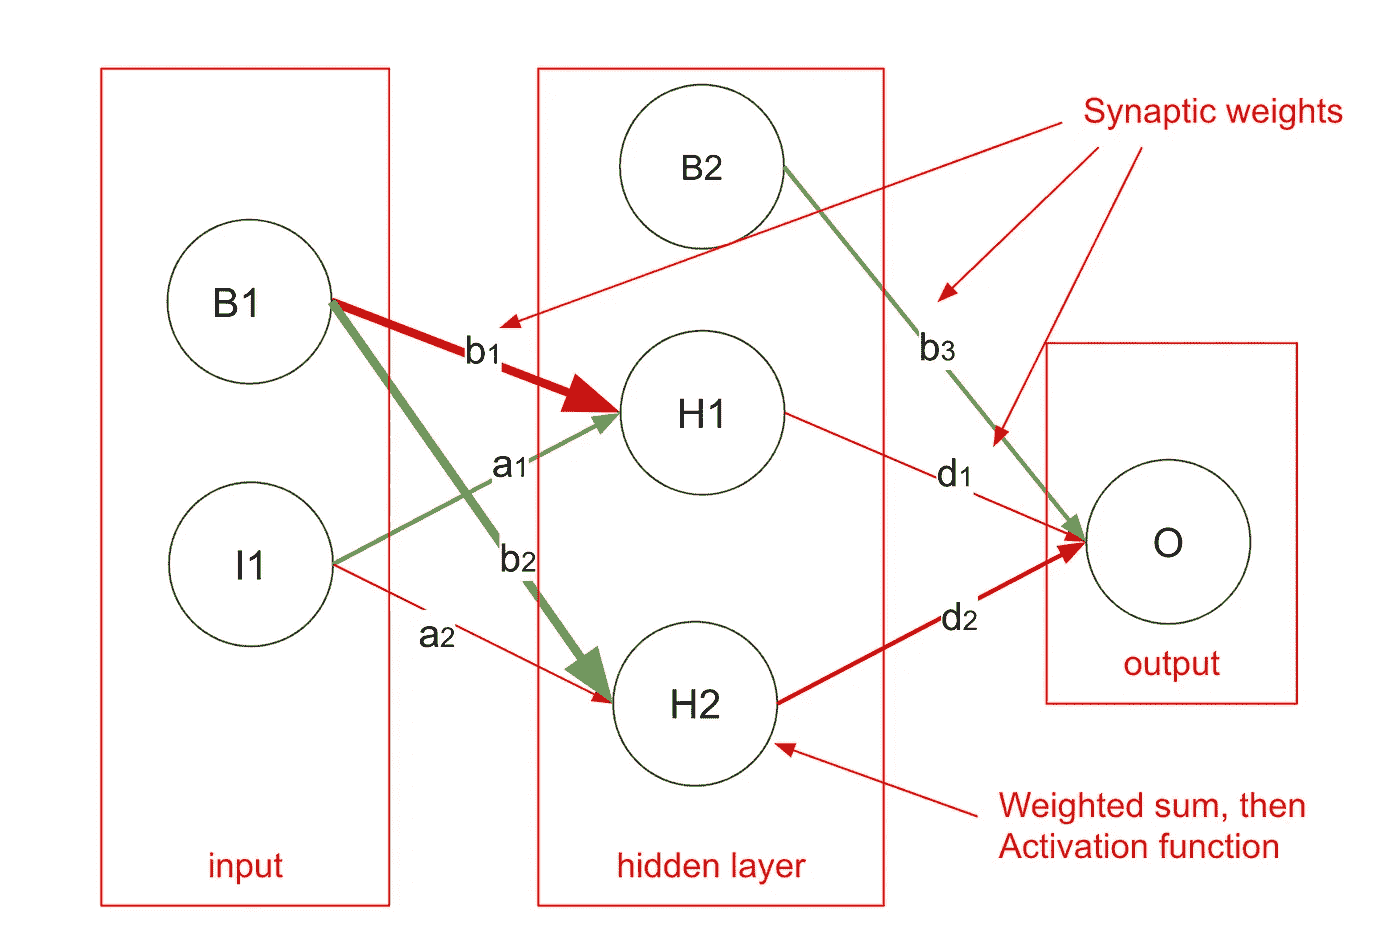 Synaptic weights
B2
B1
b1
b3
H1
a1
d1
I1
b2
O
a2
d2
output
H2
Weighted sum, then
Activation function
input
hidden layer